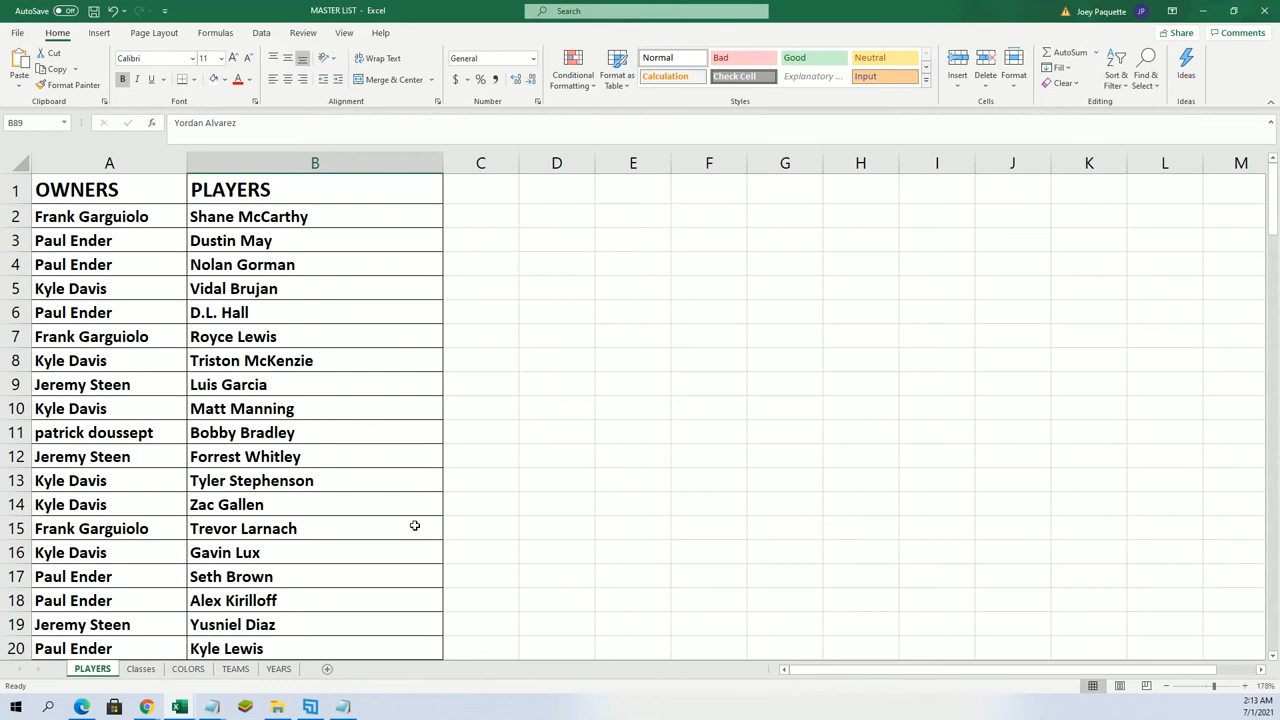 AutoSave Off MASTER LIST - Excel Search Joey Paquette JP
File Home Insert Page Layout Formulas Data Review View Help Share Comments
Paste Cut Copy Format Painter Clipboard
Calibri 11 A A B I U A Font
ab Wrap Text Merge & Center Alignment
General $ % , Number
Conditional Formatting Format as Table
Normal Bad Good Neutral
Calculation Check Cell Explanatory ... Input
Styles
Insert Delete Format Cells
AutoSum Fill Clear Sort & Filter Find & Select Editing
Ideas Ideas
B89 fx Yordan Alvarez
A B C D E F G H I J K L M
1 OWNERS PLAYERS
2 Frank Garguiolo Shane McCarthy
3 Paul Ender Dustin May
4 Paul Ender Nolan Gorman
5 Kyle Davis Vidal Brujan
6 Paul Ender D.L. Hall
7 Frank Garguiolo Royce Lewis
8 Kyle Davis Triston McKenzie
9 Jeremy Steen Luis Garcia
10 Kyle Davis Matt Manning
11 patrick doussept Bobby Bradley
12 Jeremy Steen Forrest Whitley
13 Kyle Davis Tyler Stephenson
14 Kyle Davis Zac Gallen
15 Frank Garguiolo Trevor Larnach
16 Kyle Davis Gavin Lux
17 Paul Ender Seth Brown
18 Paul Ender Alex Kirilloff
19 Jeremy Steen Yusniel Diaz
20 Paul Ender Kyle Lewis
PLAYERS Classes COLORS TEAMS YEARS
Ready 178%
2:13 AM
7/1/2021